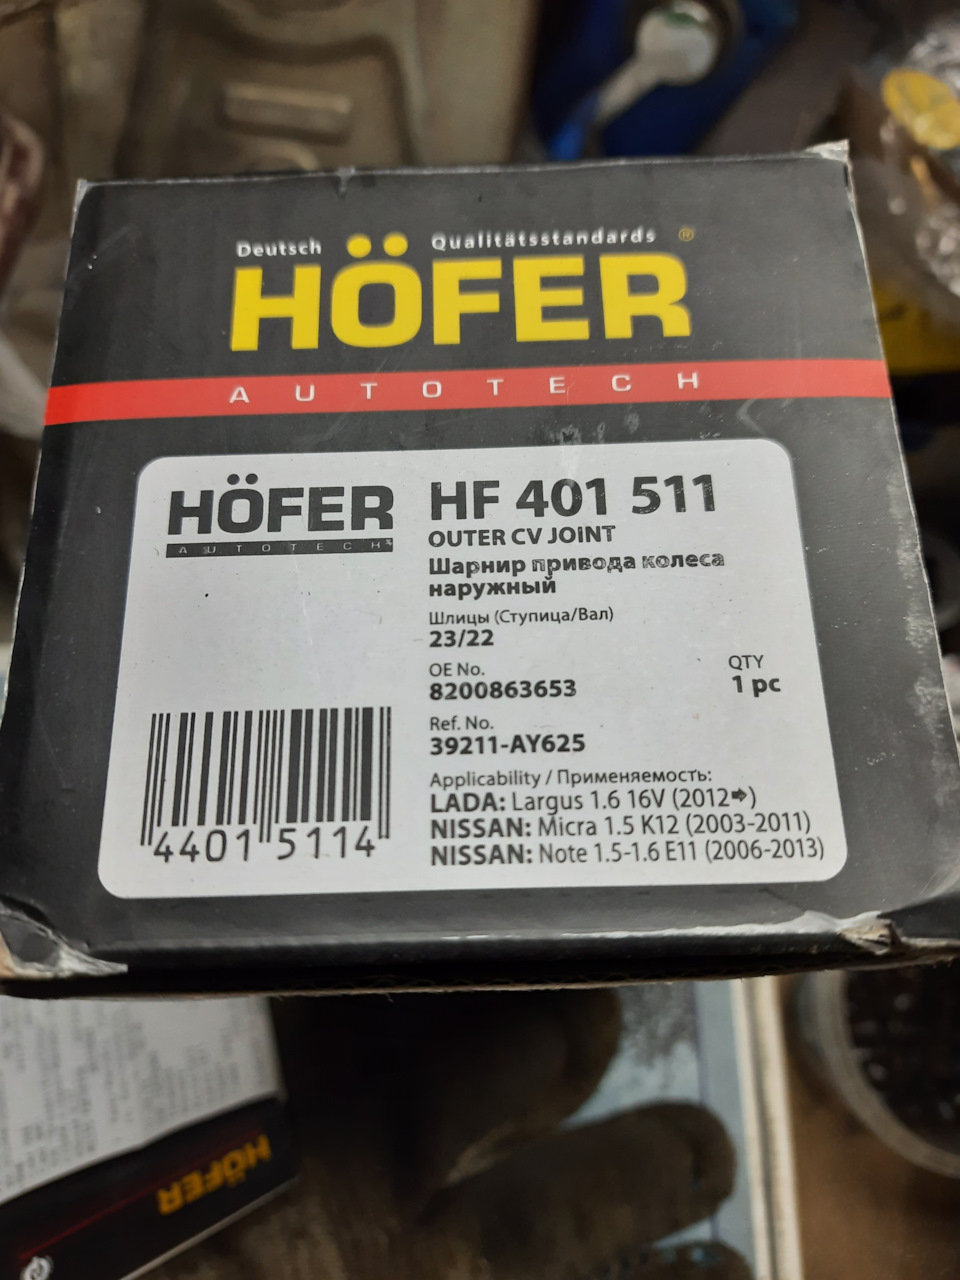 Deutsch Qualitätsstandards ®
HÖFER
AUTOTECH
HÖFER
AUTOTECH
HF 401 511
OUTER CV JOINT
Шарнир привода колеса
наружный
Шлицы (Ступица/Вал)
23/22
OE No.
8200863653
QTY
1 pc
Ref. No.
39211-AY625
Applicability / Применяемость:
LADA: Largus 1.6 16V (2012➡)
NISSAN: Micra 1.5 K12 (2003-2011)
NISSAN: Note 1.5-1.6 E11 (2006-2013)
44015114
HÖFER